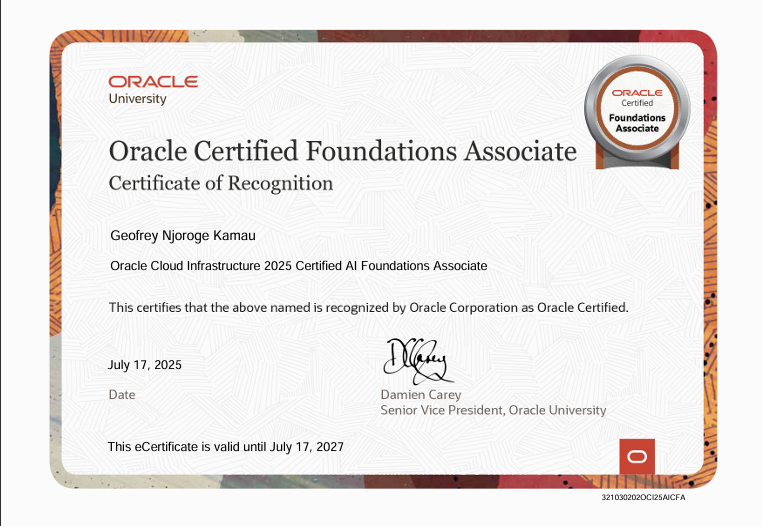 ORACLE
University
ORACLE
Certified
Foundations
Associate
Oracle Certified Foundations Associate
Certificate of Recognition
Geofrey Njoroge Kamau
Oracle Cloud Infrastructure 2025 Certified AI Foundations Associate
This certifies that the above named is recognized by Oracle Corporation as Oracle Certified.
July 17, 2025
Date
Damien Carey
Senior Vice President, Oracle University
This eCertificate is valid until July 17, 2027
321030202OCI25AICFA